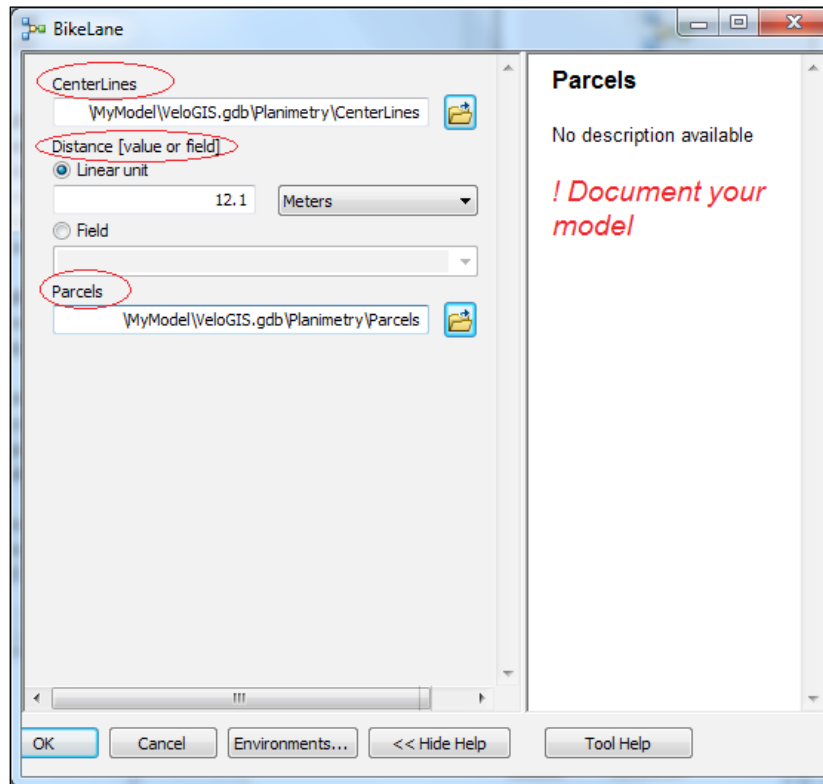 BikeLane
CenterLines
\MyModel\VeloGIS.gdb\Planimetry\CenterLines
Distance [value or field]
Linear unit
12.1
Meters
Field
Parcels
\MyModel\VeloGIS.gdb\Planimetry\Parcels
Parcels
No description available
! Document your
model
OK
Cancel
Environments...
<< Hide Help
Tool Help